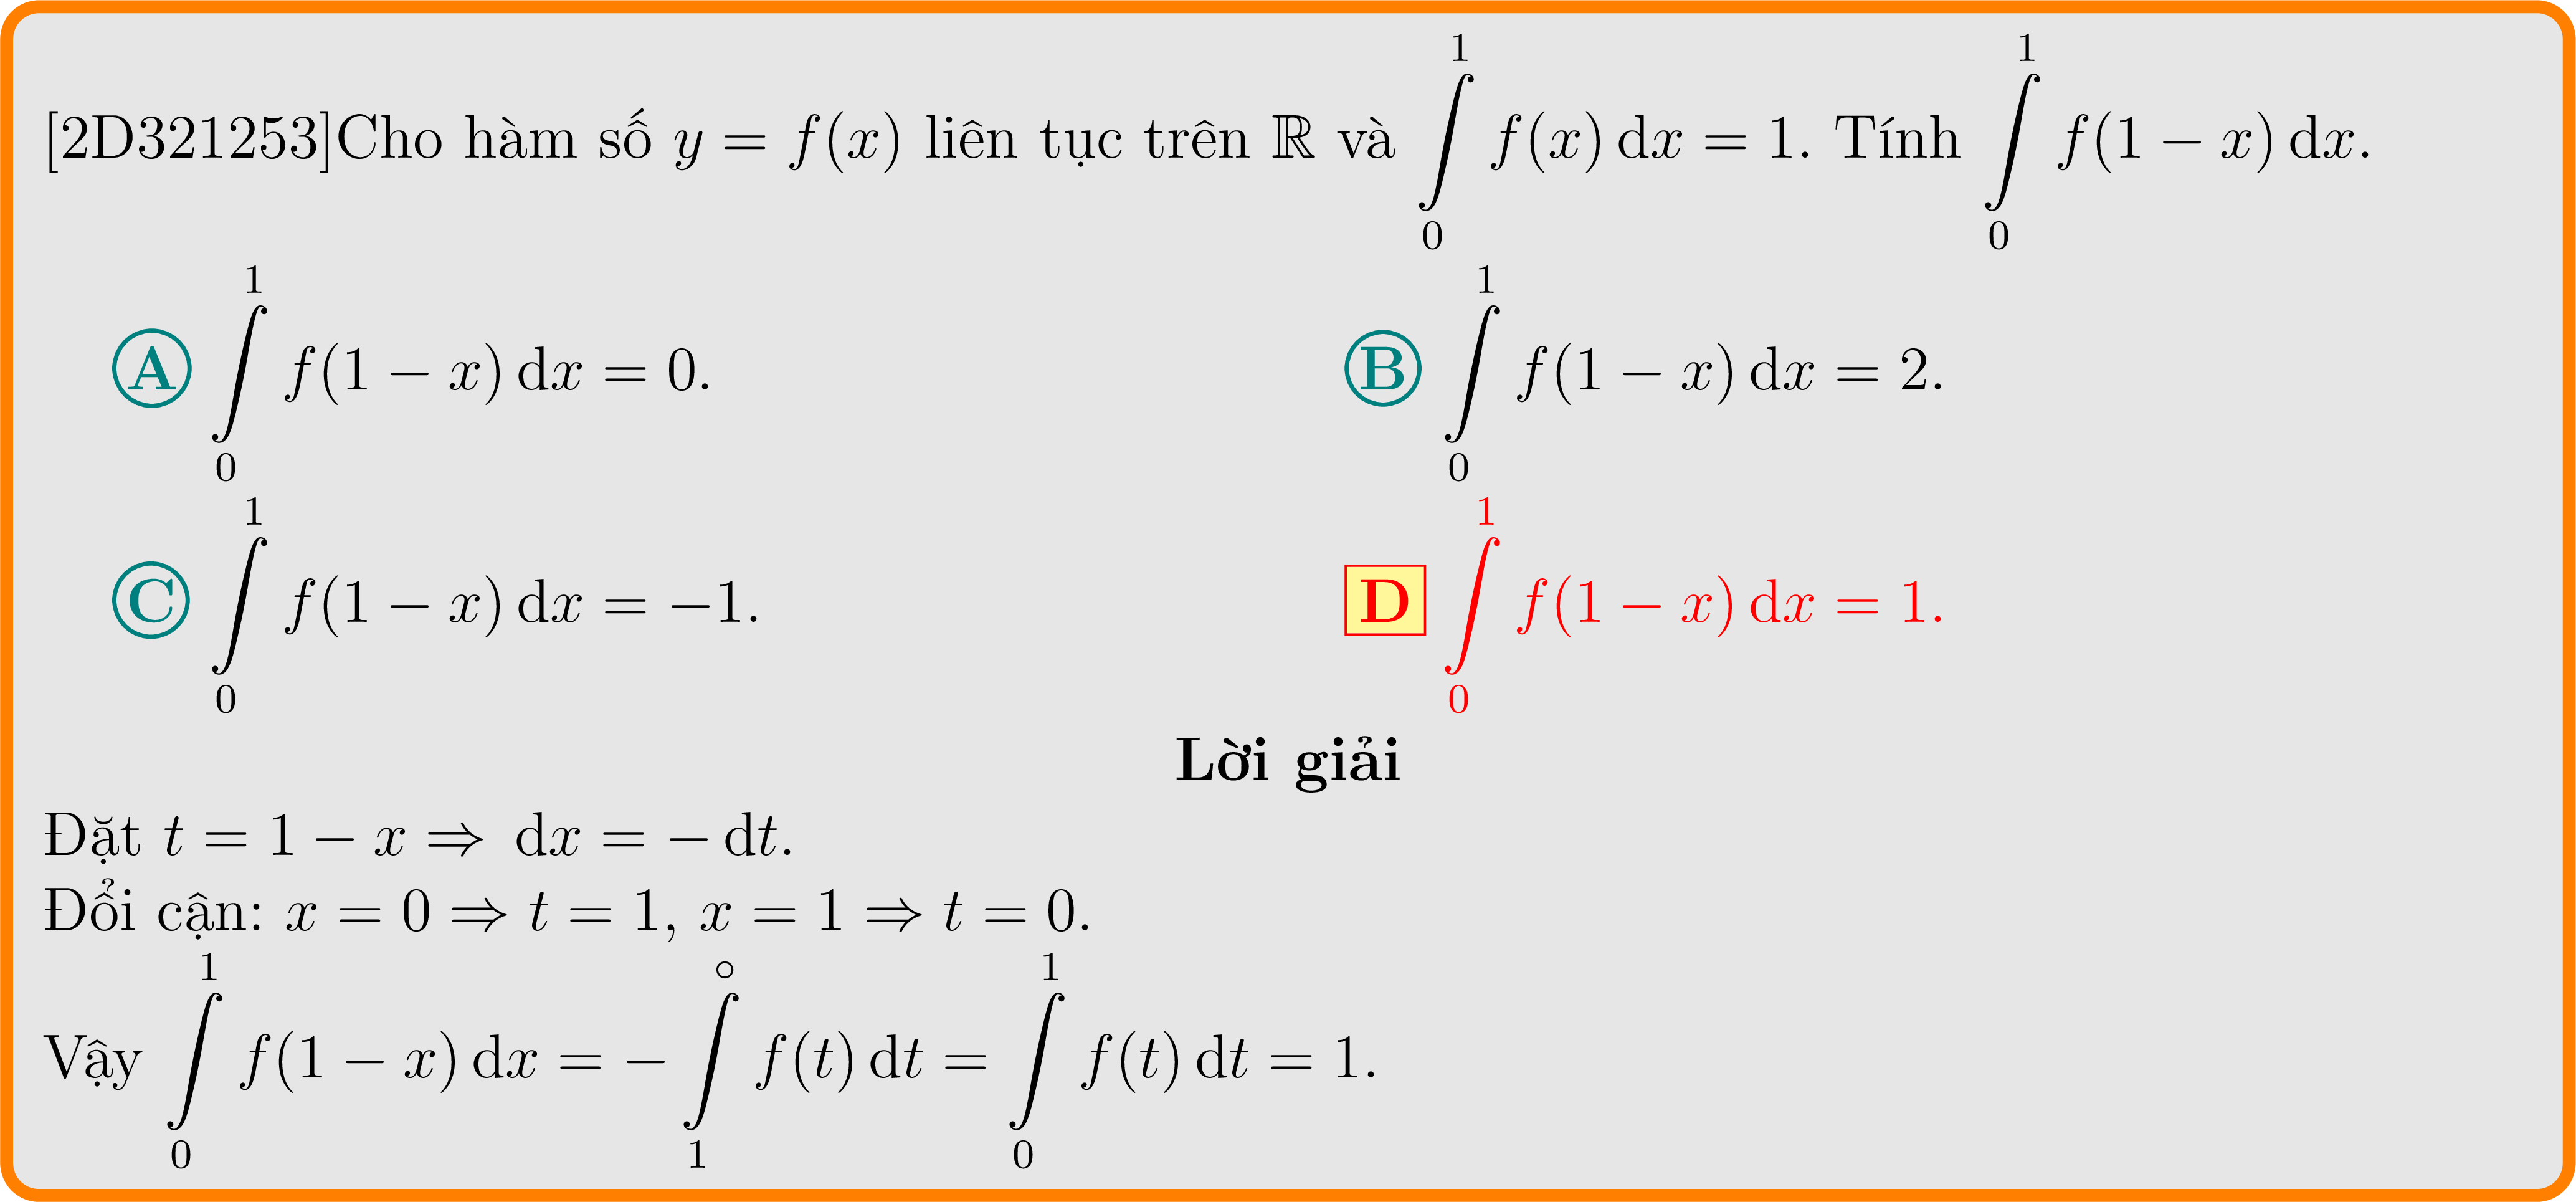 [2D321253]Cho hàm số $y = f(x)$ liên tục trên $\mathbb{R}$ và $\int\limits_0^1 f(x)\,\mathrm{d}x = 1$. Tính $\int\limits_0^1 f(1-x)\,\mathrm{d}x$.
A $\int\limits_0^1 f(1-x)\,\mathrm{d}x = 0$. B $\int\limits_0^1 f(1-x)\,\mathrm{d}x = 2$.
C $\int\limits_0^1 f(1-x)\,\mathrm{d}x = -1$. D $\int\limits_0^1 f(1-x)\,\mathrm{d}x = 1$.
Lời giải
Đặt $t = 1 - x \Rightarrow \mathrm{d}x = -\,\mathrm{d}t$.
Đổi cận: $x = 0 \Rightarrow t = 1$, $x = 1 \Rightarrow t = 0$.
Vậy $\int\limits_0^1 f(1-x)\,\mathrm{d}x = -\int\limits_1^\circ f(t)\,\mathrm{d}t = \int\limits_0^1 f(t)\,\mathrm{d}t = 1$.